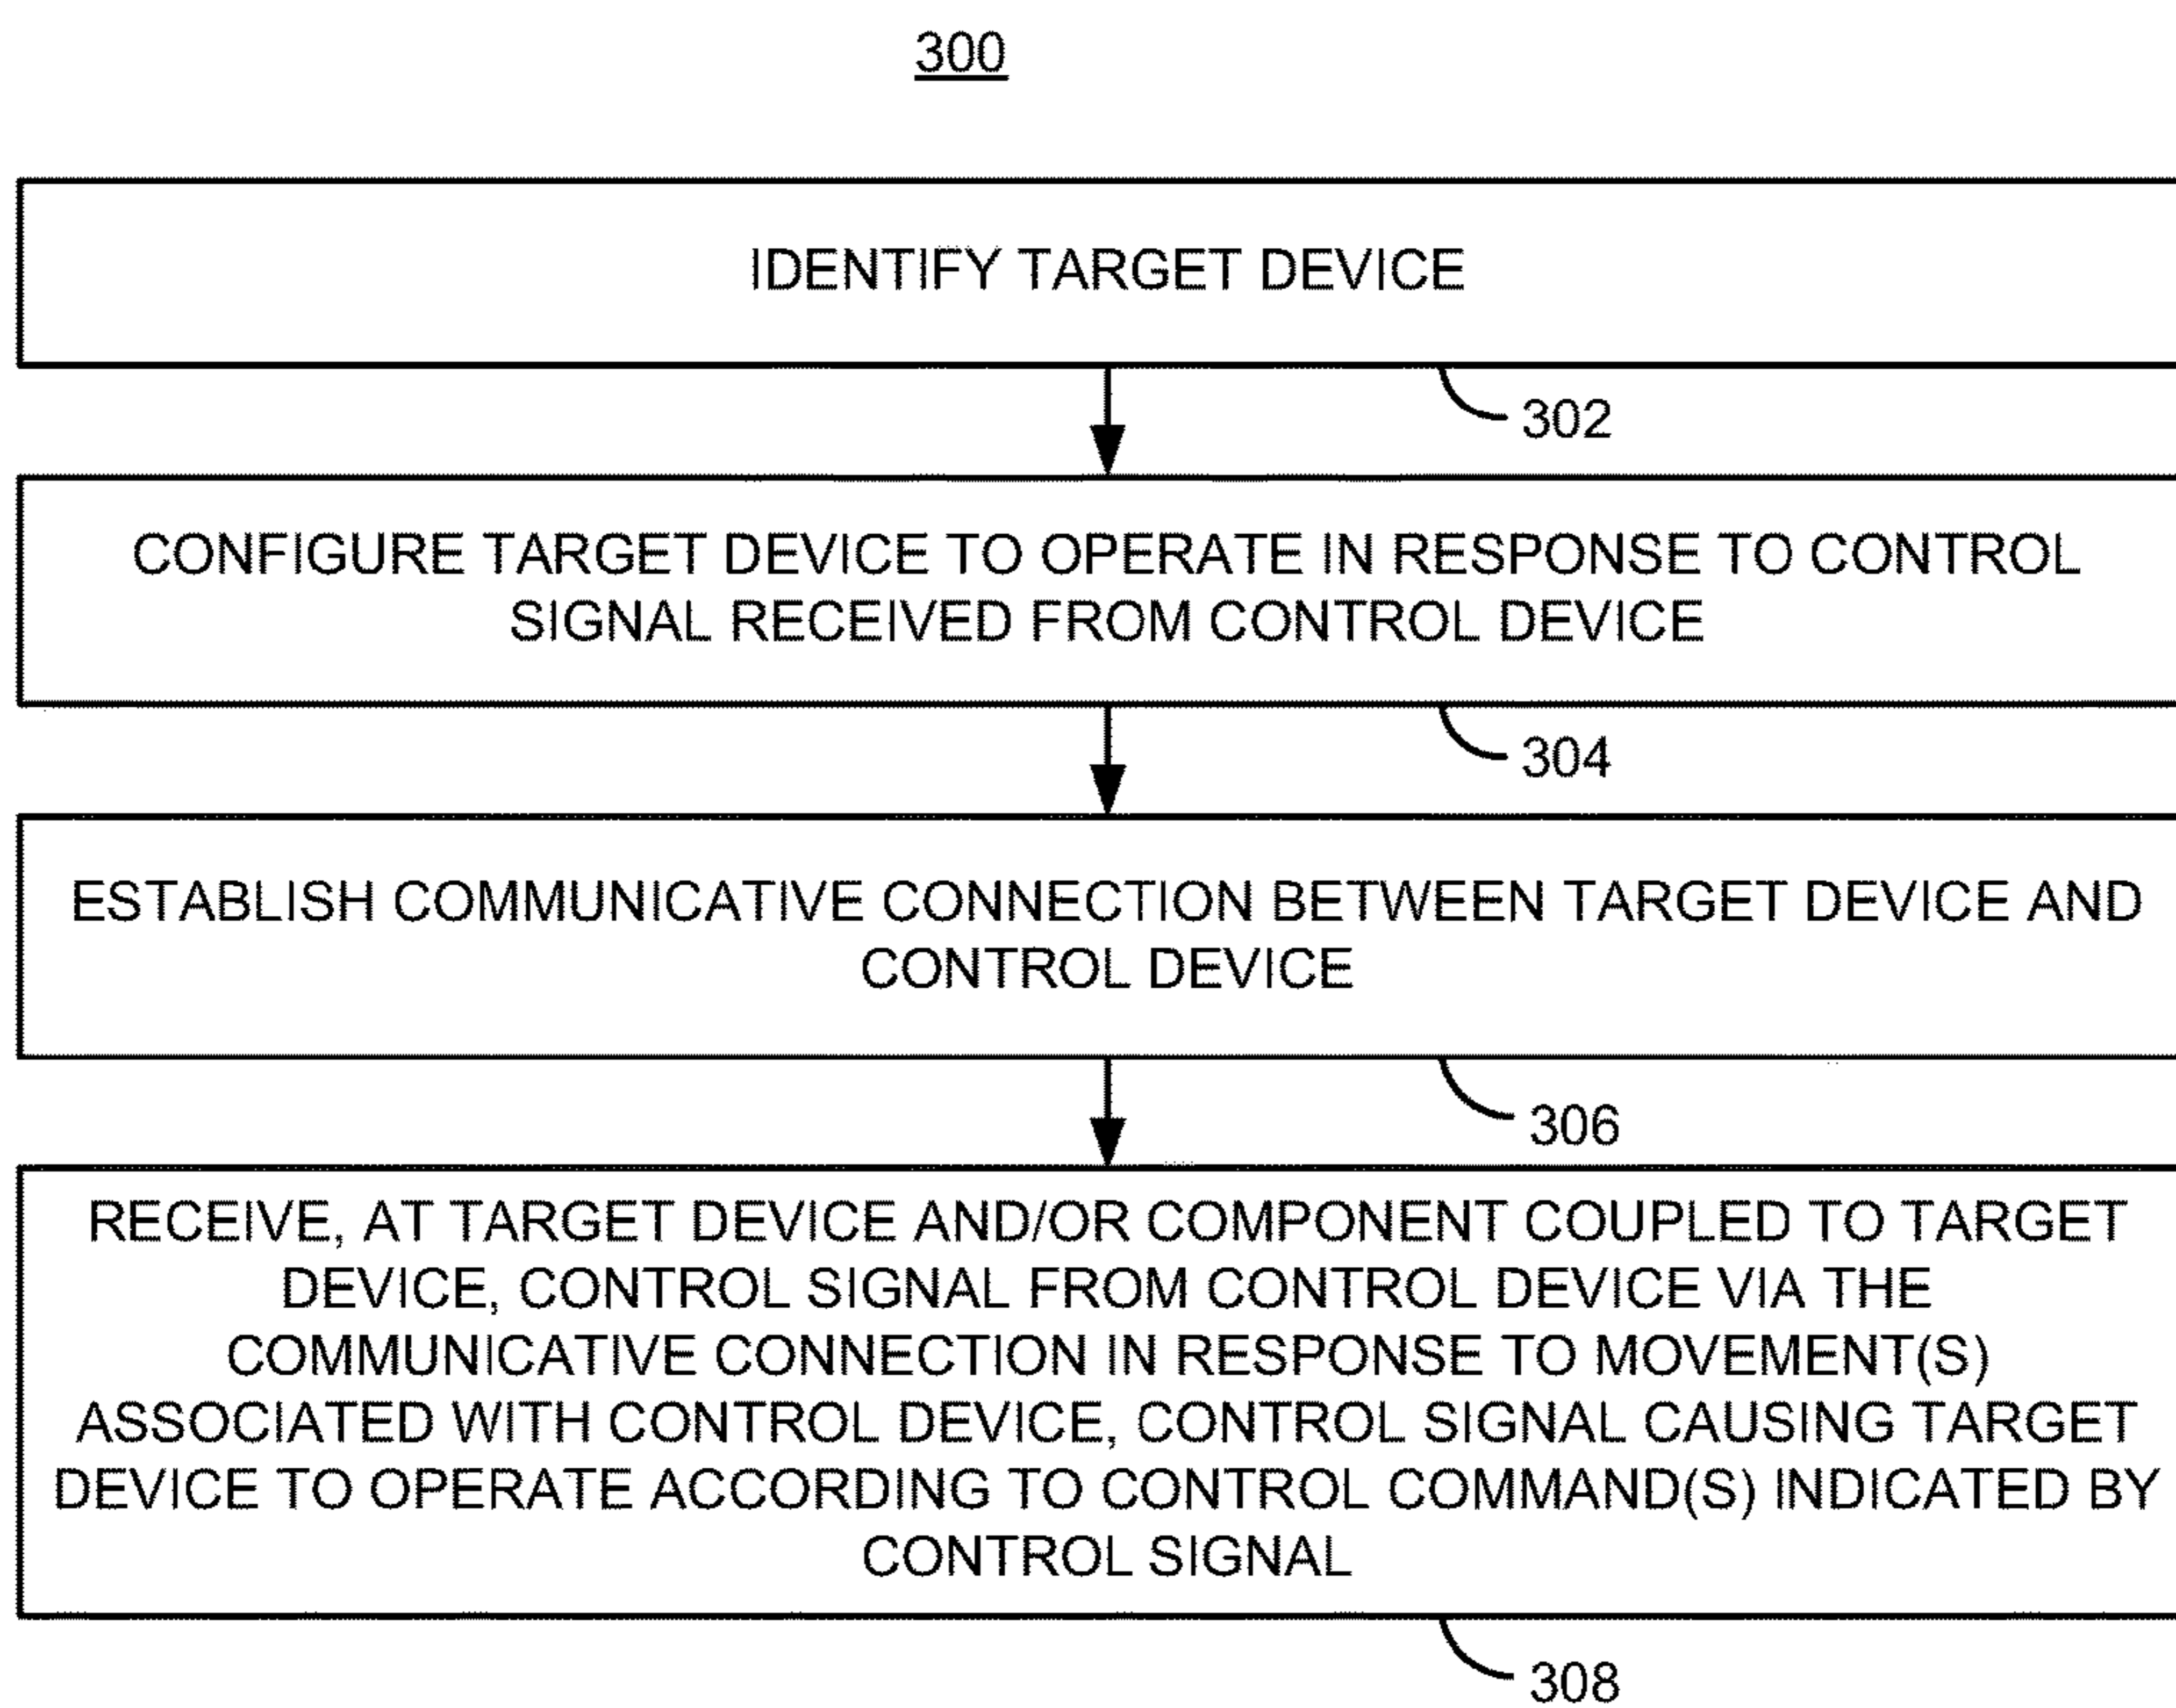 300
IDENTIFY TARGET DEVICE
302
CONFIGURE TARGET DEVICE TO OPERATE IN RESPONSE TO CONTROL
SIGNAL RECEIVED FROM CONTROL DEVICE
304
ESTABLISH COMMUNICATIVE CONNECTION BETWEEN TARGET DEVICE AND
CONTROL DEVICE
306
RECEIVE, AT TARGET DEVICE AND/OR COMPONENT COUPLED TO TARGET
DEVICE, CONTROL SIGNAL FROM CONTROL DEVICE VIA THE
COMMUNICATIVE CONNECTION IN RESPONSE TO MOVEMENT(S)
ASSOCIATED WITH CONTROL DEVICE, CONTROL SIGNAL CAUSING TARGET
DEVICE TO OPERATE ACCORDING TO CONTROL COMMAND(S) INDICATED BY
CONTROL SIGNAL
308